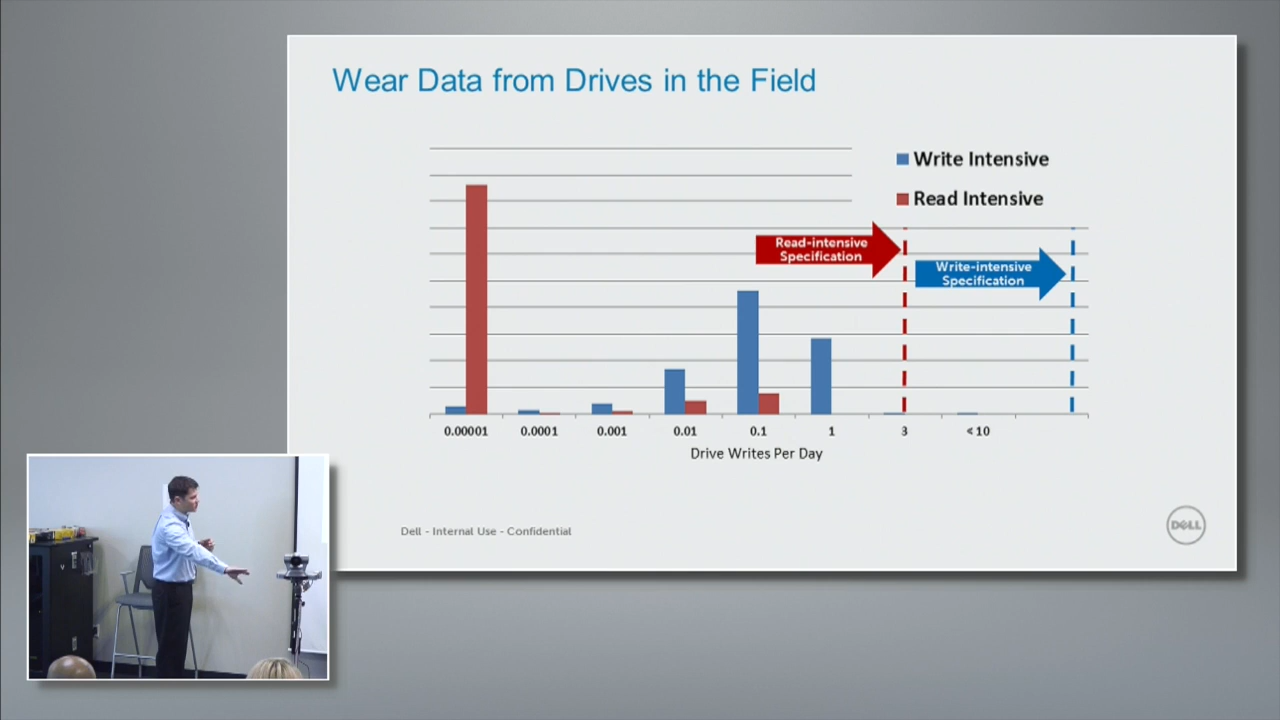 Wear Data from Drives in the Field
Write Intensive
Read Intensive
Read-intensive
Specification
Write-intensive
Specification
0.00001 0.0001 0.001 0.01 0.1 1 3 < 10
Drive Writes Per Day
Dell - Internal Use - Confidential
DELL